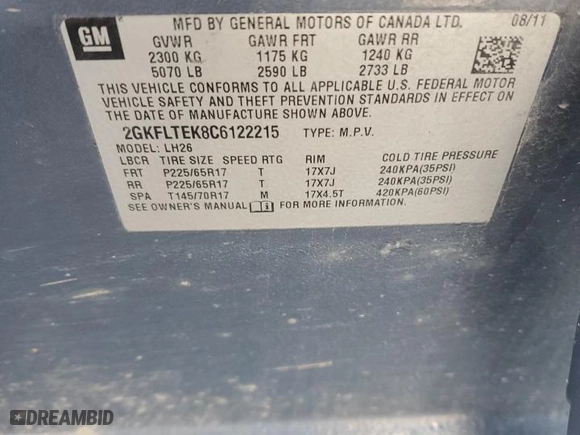 GM
MFD BY GENERAL MOTORS OF CANADA LTD. 08/11
GVWR GAWR FRT GAWR RR
2300 KG 1175 KG 1240 KG
5070 LB 2590 LB 2733 LB
THIS VEHICLE CONFORMS TO ALL APPLICABLE U.S. FEDERAL MOTOR
VEHICLE SAFETY AND THEFT PREVENTION STANDARDS IN EFFECT ON
THE DATE OF MANUFACTURE SHOWN ABOVE.
2GKFLTEK8C6122215 TYPE: M.P.V.
MODEL: LH26
LBCR TIRE SIZE SPEED RTG RIM COLD TIRE PRESSURE
FRT P225/65R17 T 17X7J 240KPA(35PSI)
RR P225/65R17 T 17X7J 240KPA(35PSI)
SPA T145/70R17 M 17X4.5T 420KPA(60PSI)
SEE OWNER'S MANUAL
DREAMBID